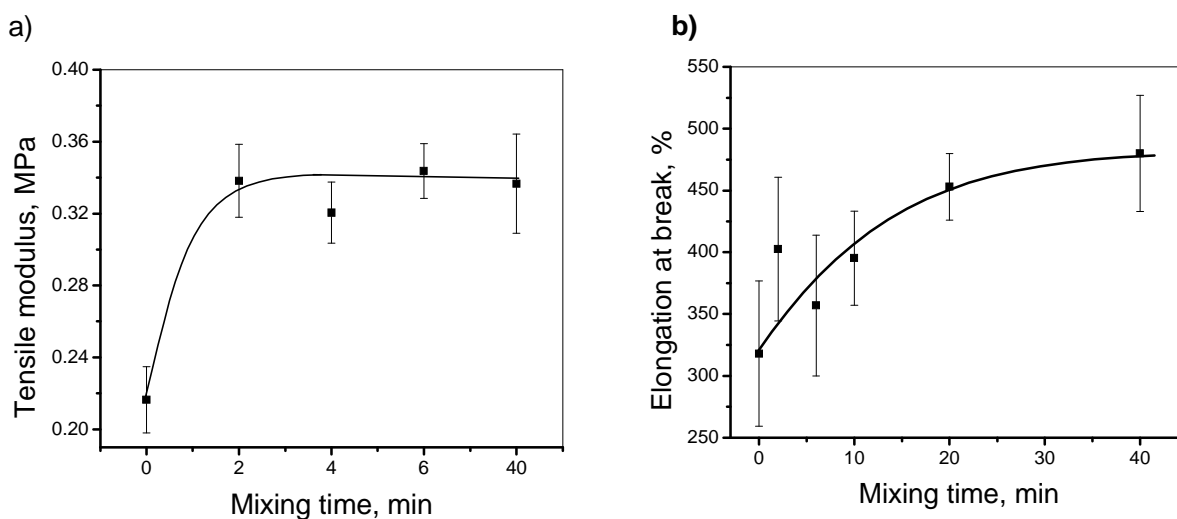 a)
0.40
0.36
0.32
0.28
0.24
0.20
Tensile modulus, MPa
0 2 4 6 40
Mixing time, min
b)
550
500
450
400
350
300
250
Elongation at break, %
0 10 20 30 40
Mixing time, min